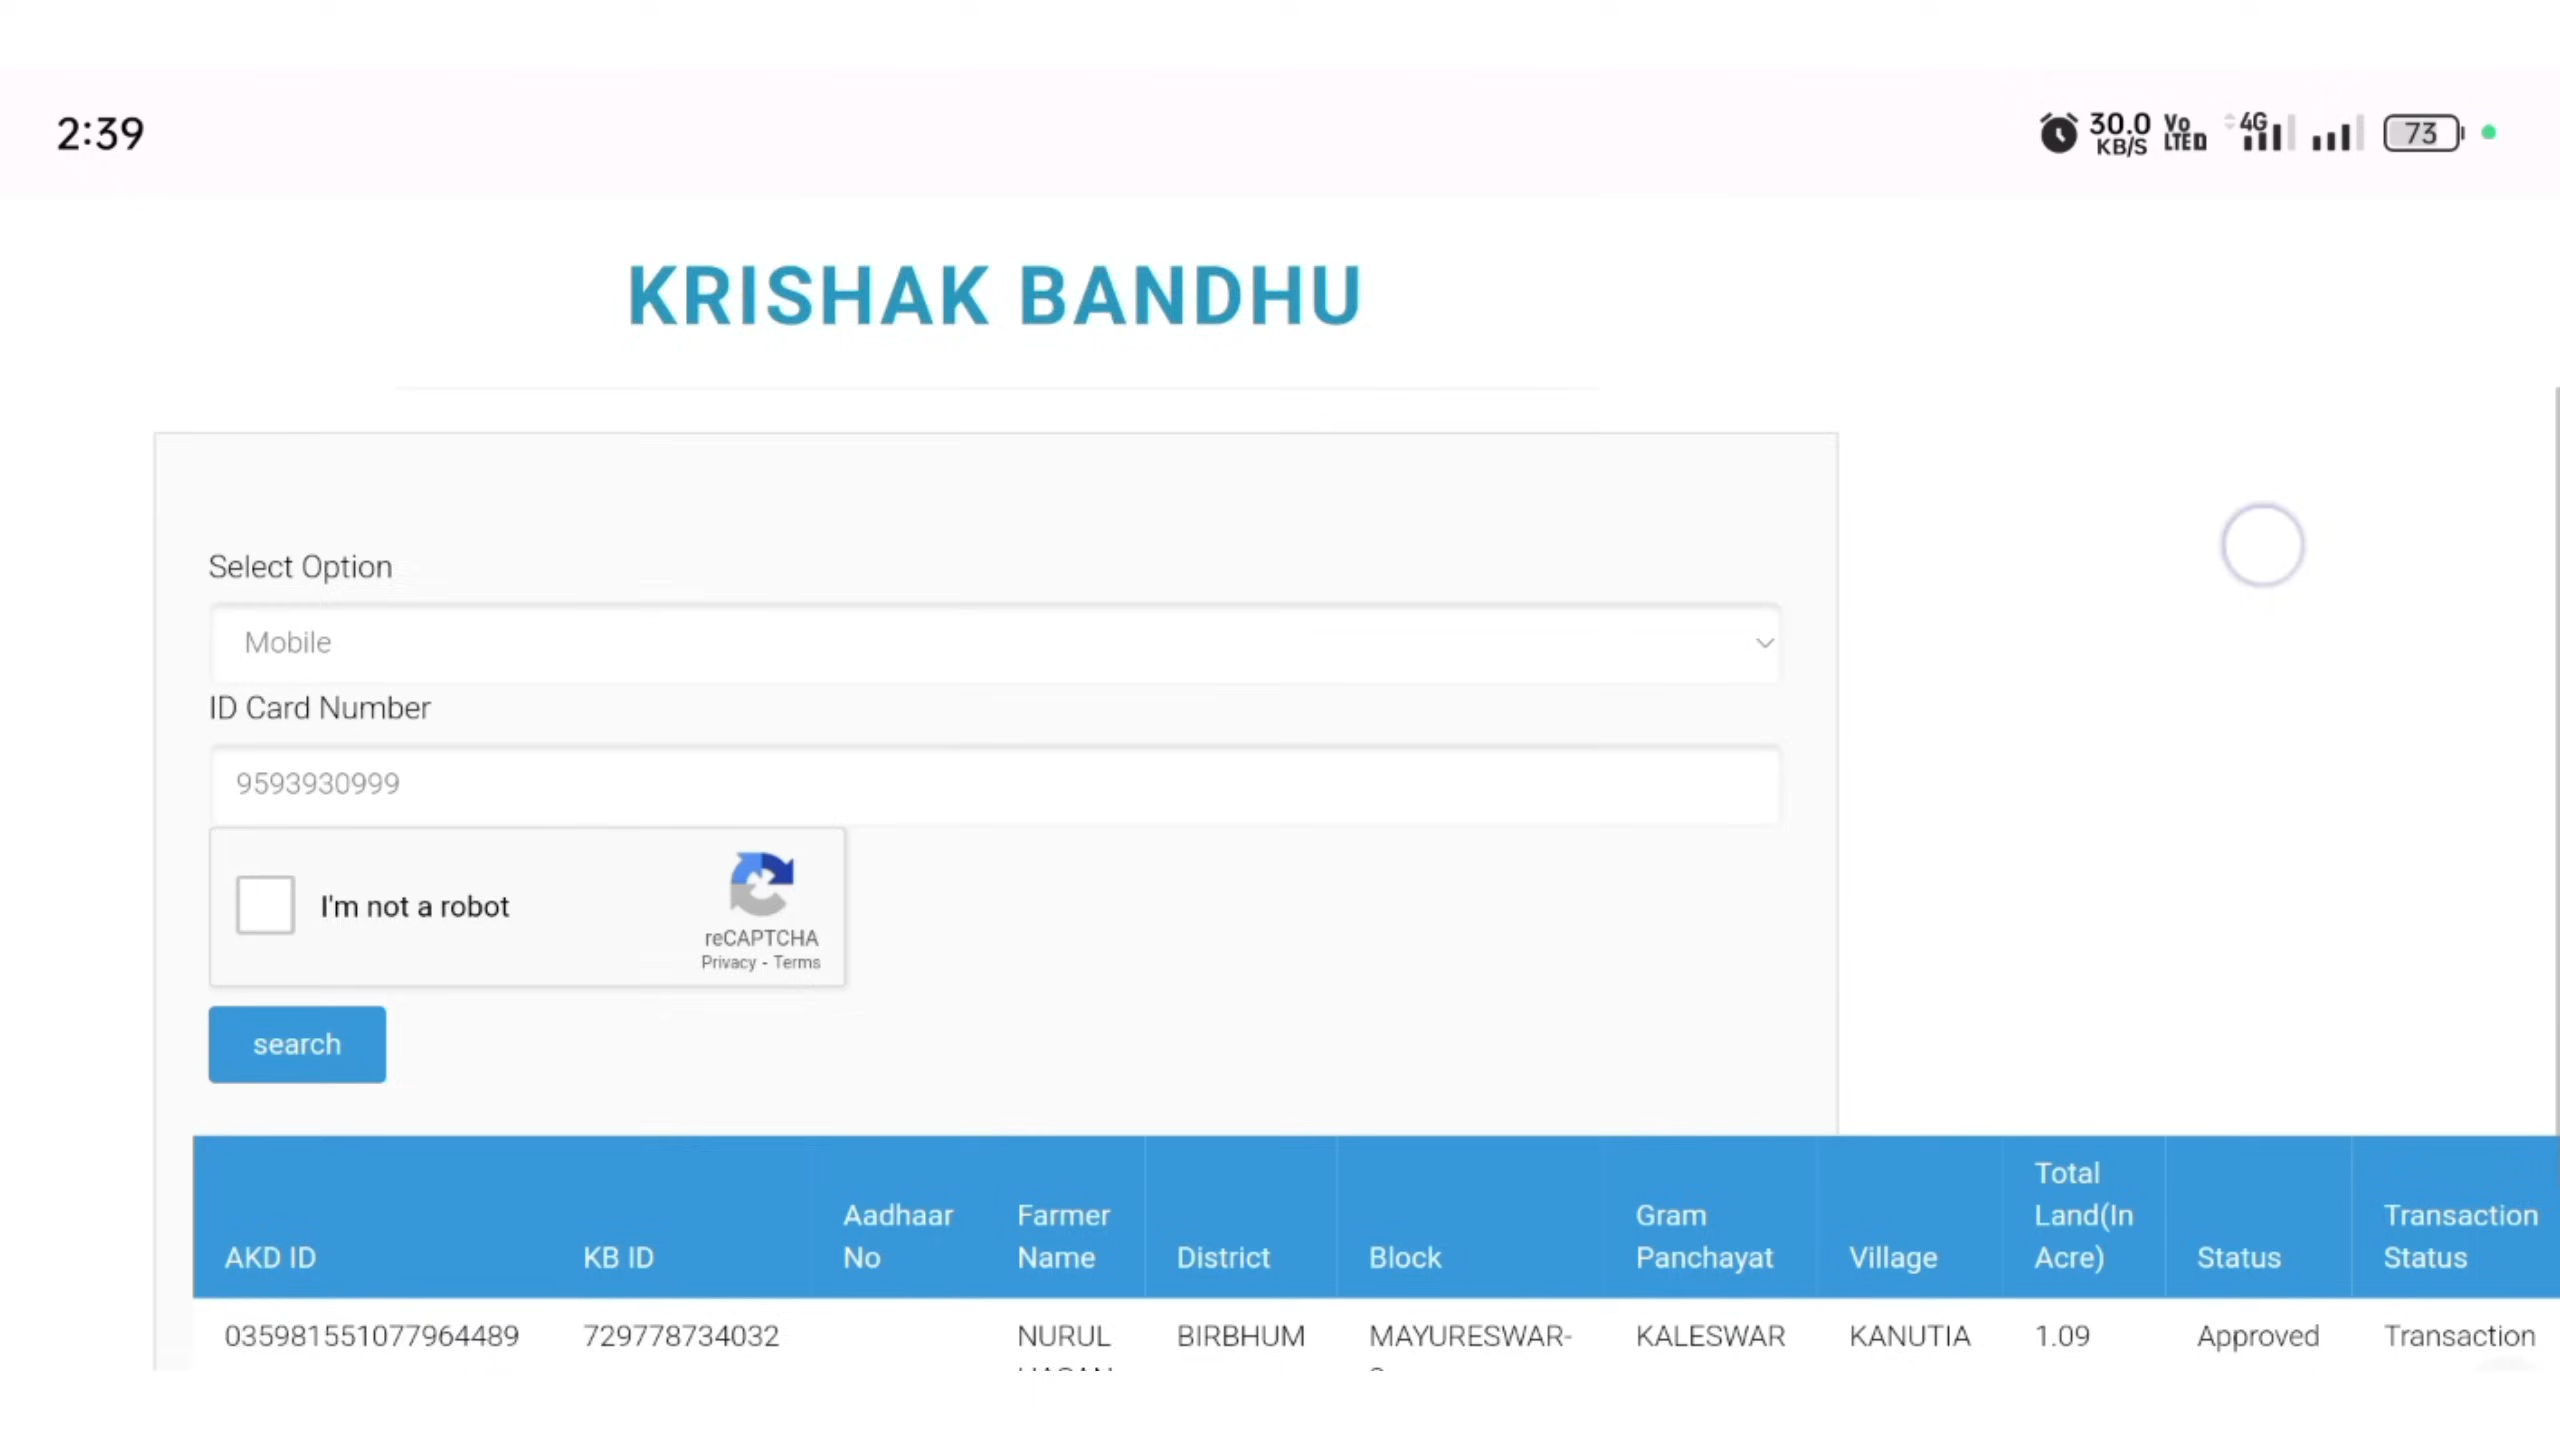 2:39
30.0 KB/S Vo LTE 4G 73
KRISHAK BANDHU
Select Option
Mobile
ID Card Number
9593930999
I'm not a robot
reCAPTCHA
Privacy - Terms
search
AKD ID KB ID Aadhaar No Farmer Name District Block Gram Panchayat Village Total Land(In Acre) Status Transaction Status
035981551077964489 729778734032 NURUL BIRBHUM MAYURESWAR- KALESWAR KANUTIA 1.09 Approved Transaction